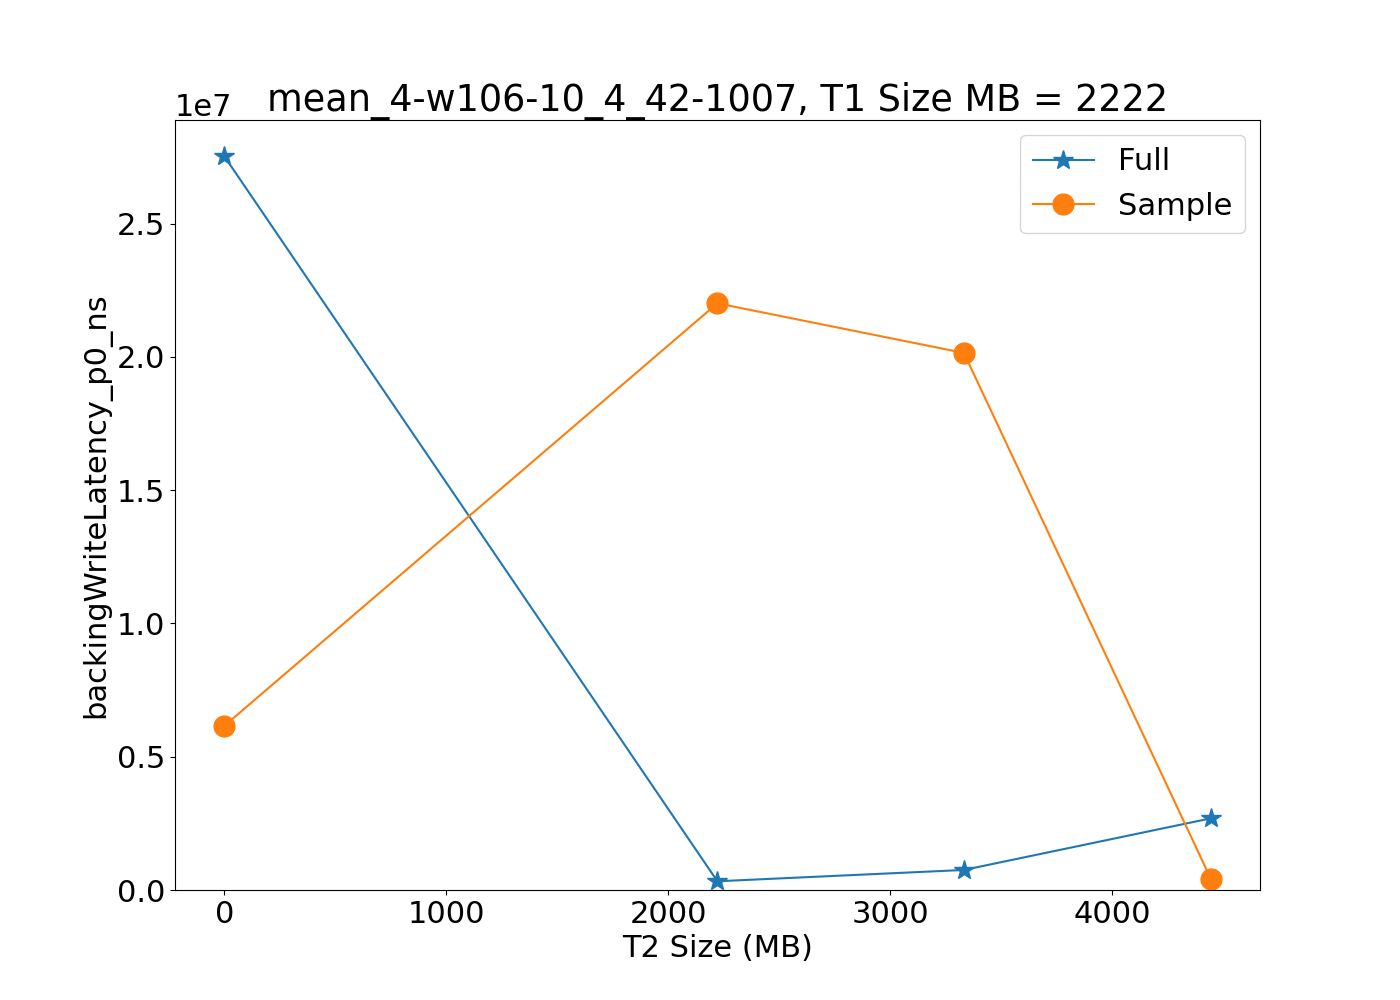 1e7
mean_4-w106-10_4_42-1007, T1 Size MB = 2222
Full
Sample
backingWriteLatency_p0_ns
2.5
2.0
1.5
1.0
0.5
0.0
0 1000 2000 3000 4000
T2 Size (MB)